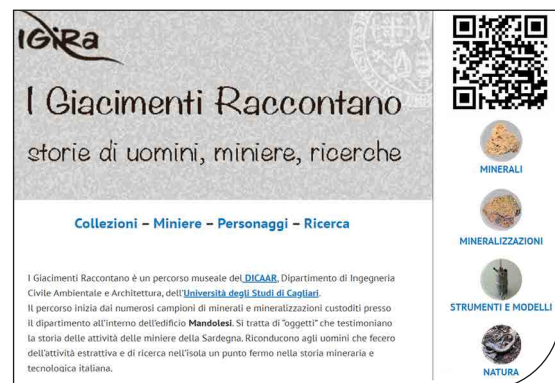 IGiRa
I Giacimenti Raccontano
storie di uomini, miniere, ricerche
Collezioni – Miniere – Personaggi – Ricerca
I Giacimenti Raccontano è un percorso museale del DICAAR, Dipartimento di Ingegneria
Civile Ambientale e Architettura, dell'Università degli Studi di Cagliari.
Il percorso inizia dai numerosi campioni di minerali e mineralizzazioni custoditi presso
il dipartimento all'interno dell'edificio Mandolesi. Si tratta di "oggetti" che testimoniano
la storia delle attività delle miniere della Sardegna. Riconducono agli uomini che fecero
dell'attività estrattiva e di ricerca nell'isola un punto fermo nella storia mineraria e
tecnologica italiana.
MINERALI
MINERALIZZAZIONI
STRUMENTI E MODELLI
NATURA